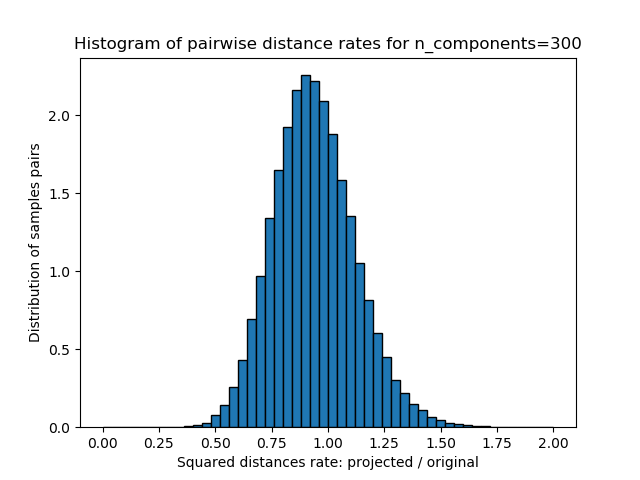 Histogram of pairwise distance rates for n_components=300
Distribution of samples pairs
2.0
1.5
1.0
0.5
0.0
0.00 0.25 0.50 0.75 1.00 1.25 1.50 1.75 2.00
Squared distances rate: projected / original